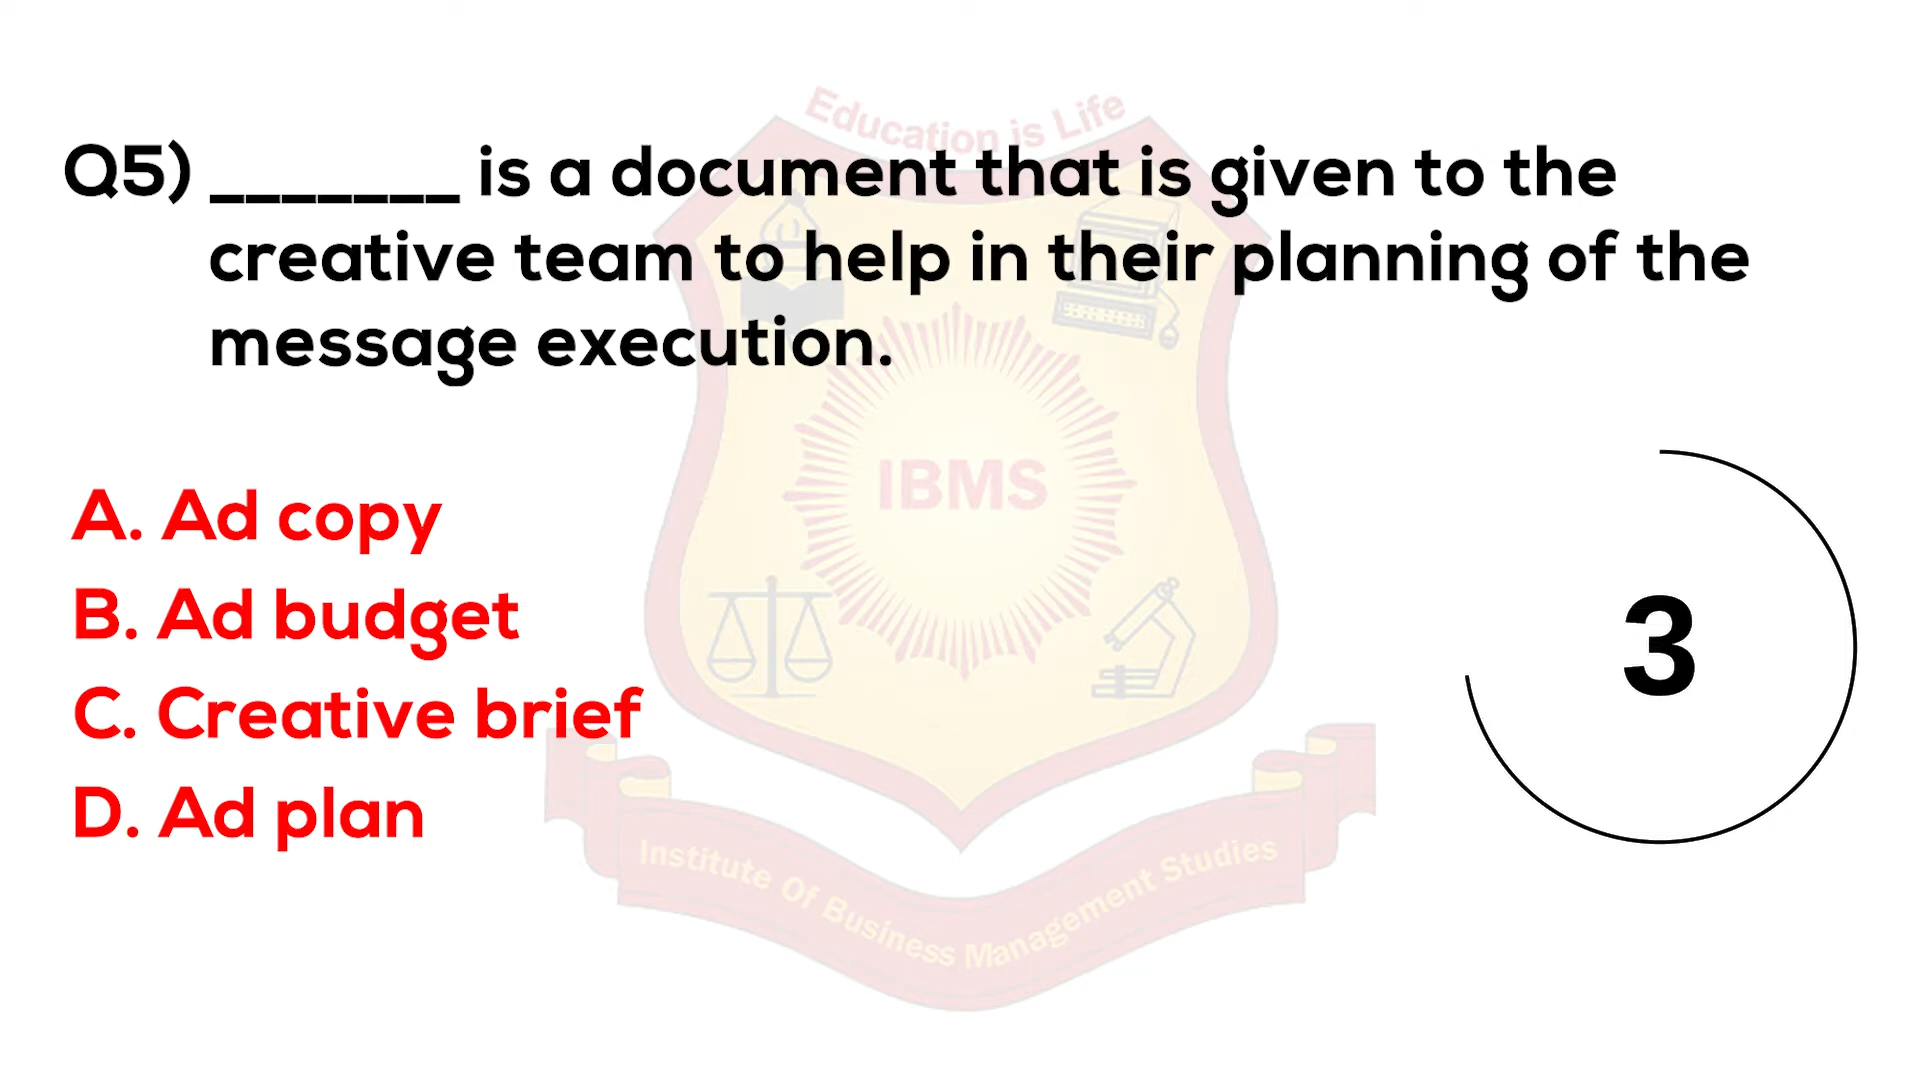 Education is Life
Q5) _______ is a document that is given to the
creative team to help in their planning of the
message execution.
IBMS
A. Ad copy
B. Ad budget
C. Creative brief
D. Ad plan
3
Institute Of Business Management Studies